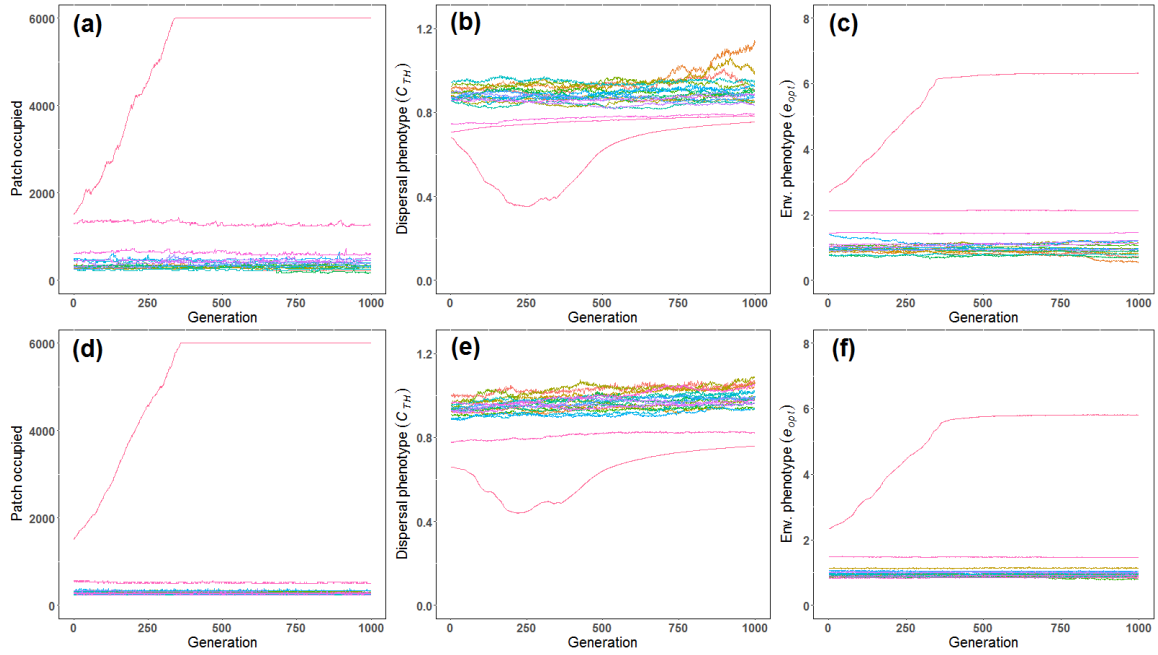 (a)
Patch occupied
6000
4000
2000
0
0 250 500 750 1000
Generation
(b)
Dispersal phenotype (C_TH)
1.2
0.8
0.4
0.0
0 250 500 750 1000
Generation
(c)
Env. phenotype (e_opt)
8
6
4
2
0
0 250 500 750 1000
Generation
(d)
Patch occupied
6000
4000
2000
0
0 250 500 750 1000
Generation
(e)
Dispersal phenotype (C_TH)
1.2
0.8
0.4
0.0
0 250 500 750 1000
Generation
(f)
Env. phenotype (e_opt)
8
6
4
2
0
0 250 500 750 1000
Generation